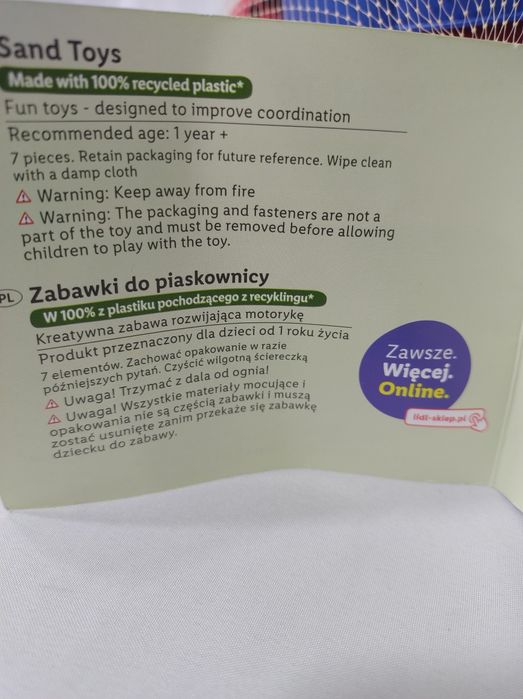 Sand Toys
Made with 100% recycled plastic*
Fun toys - designed to improve coordination
Recommended age: 1 year +
7 pieces. Retain packaging for future reference. Wipe clean
with a damp cloth
Warning: Keep away from fire
Warning: The packaging and fasteners are not a
part of the toy and must be removed before allowing
children to play with the toy.
PL Zabawki do piaskownicy
W 100% z plastiku pochodzącego z recyklingu*
Kreatywna zabawa rozwijająca motorykę
Produkt przeznaczony dla dzieci od 1 roku życia
7 elementów. Zachować opakowanie w razie
późniejszych pytań. Czyścić wilgotną ściereczką
Uwaga! Trzymać z dala od ognia!
Uwaga! Wszystkie materiały mocujące i
opakowania nie są częścią zabawki i muszą
zostać usunięte zanim przekaże się zabawkę
dziecku do zabawy.
Zawsze.
Więcej.
Online.
lidl-sklep.pl